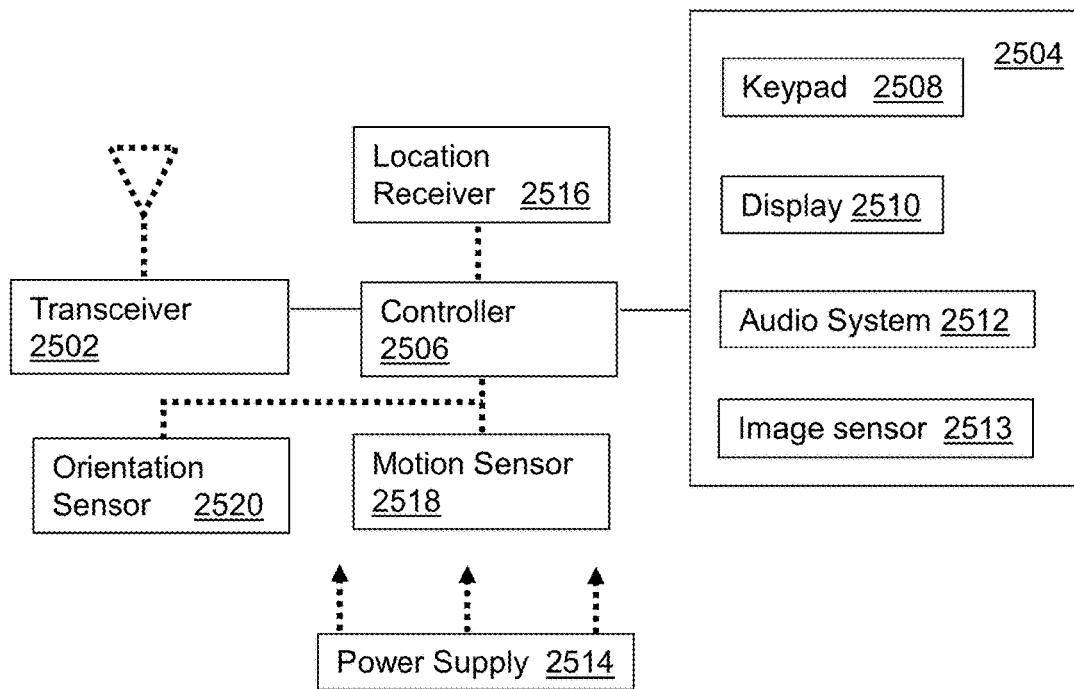 2504
Keypad 2508
Location
Receiver 2516
Display 2510
Transceiver
2502
Controller
2506
Audio System 2512
Image sensor 2513
Orientation
Sensor 2520
Motion Sensor
2518
Power Supply 2514